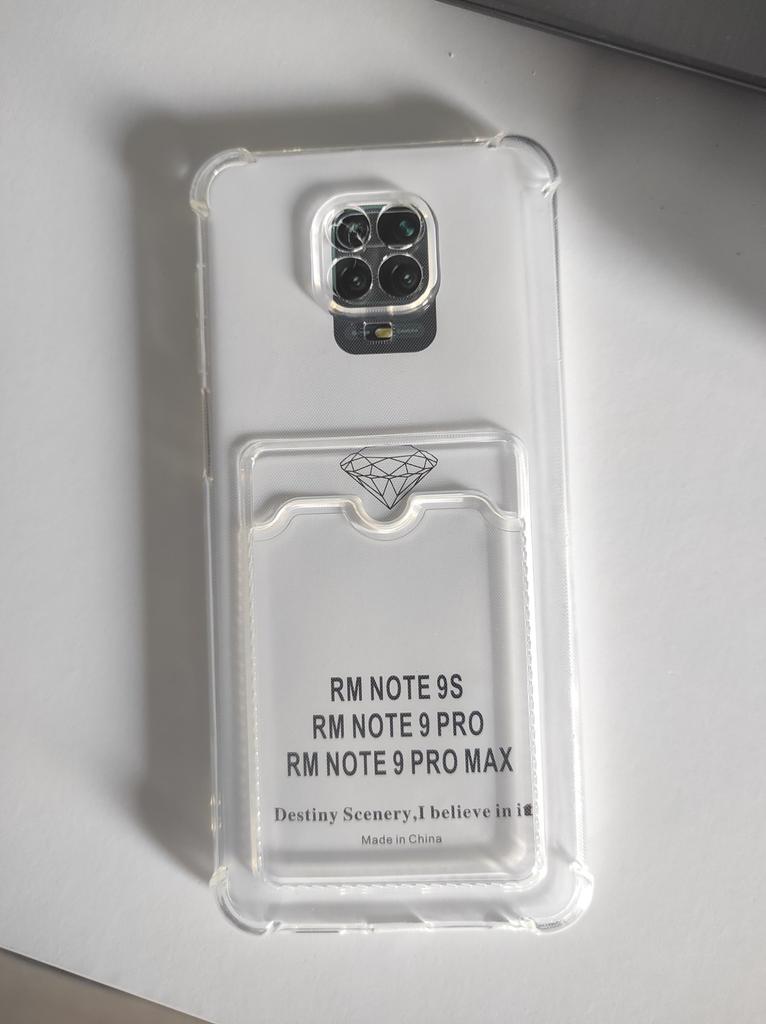 RM NOTE 9S
RM NOTE 9 PRO
RM NOTE 9 PRO MAX
Destiny Scenery,I believe in it
Made in China